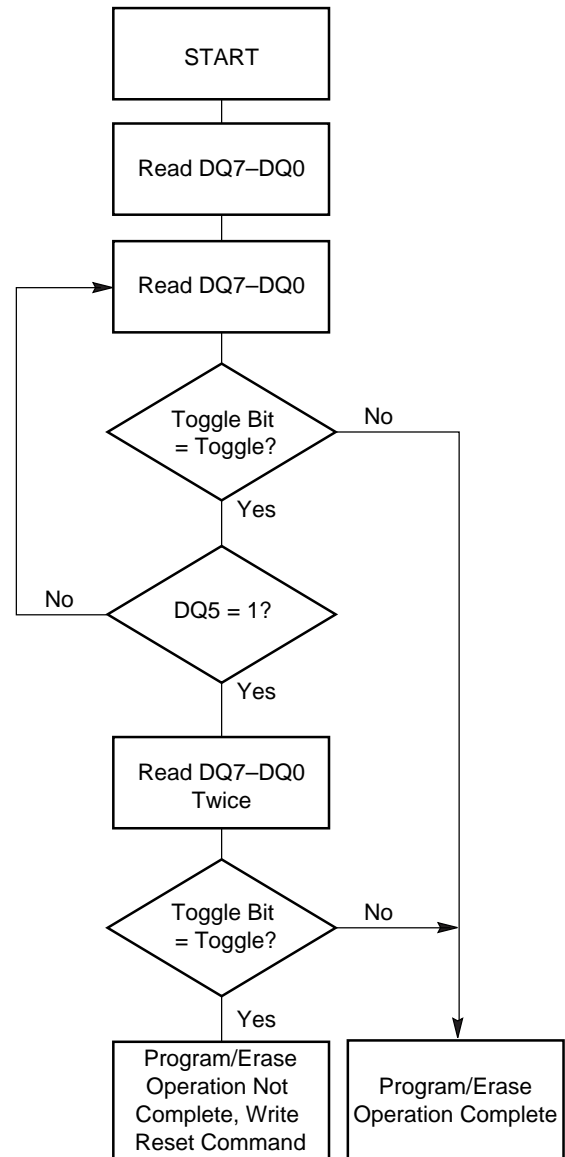 START
Read DQ7–DQ0
Read DQ7–DQ0
Toggle Bit
= Toggle?
No
Yes
No
DQ5 = 1?
Yes
Read DQ7–DQ0
Twice
Toggle Bit
= Toggle?
No
Yes
Program/Erase
Operation Not
Complete, Write
Reset Command
Program/Erase
Operation Complete